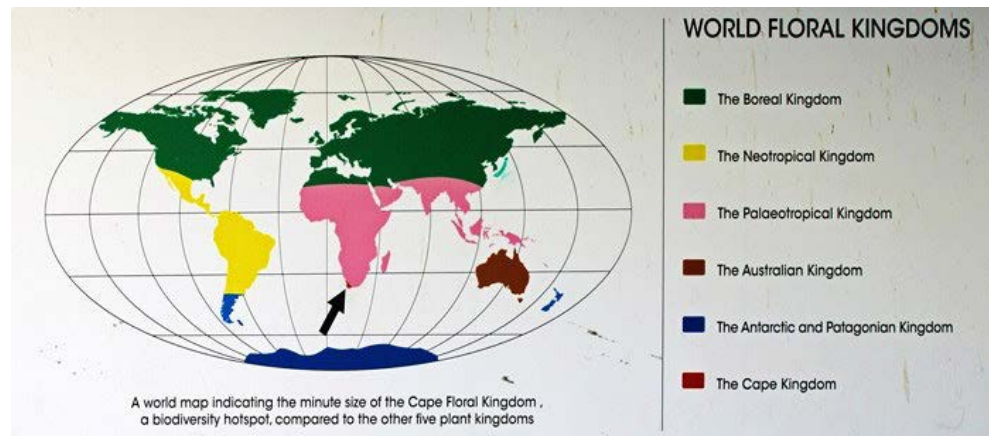 WORLD FLORAL KINGDOMS
The Boreal Kingdom
The Neotropical Kingdom
The Palaeotropical Kingdom
The Australian Kingdom
The Antarctic and Patagonian Kingdom
The Cape Kingdom
A world map indicating the minute size of the Cape Floral Kingdom ,
a biodiversity hotspot, compared to the other five plant kingdoms